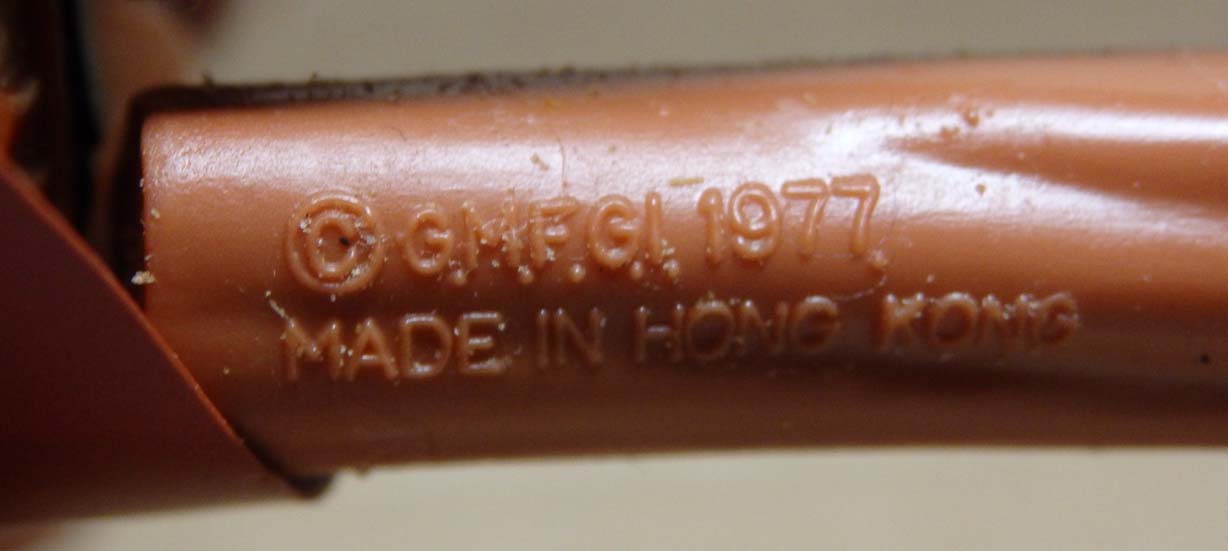 © G.M.F.G.I. 1977
MADE IN HONG KONG